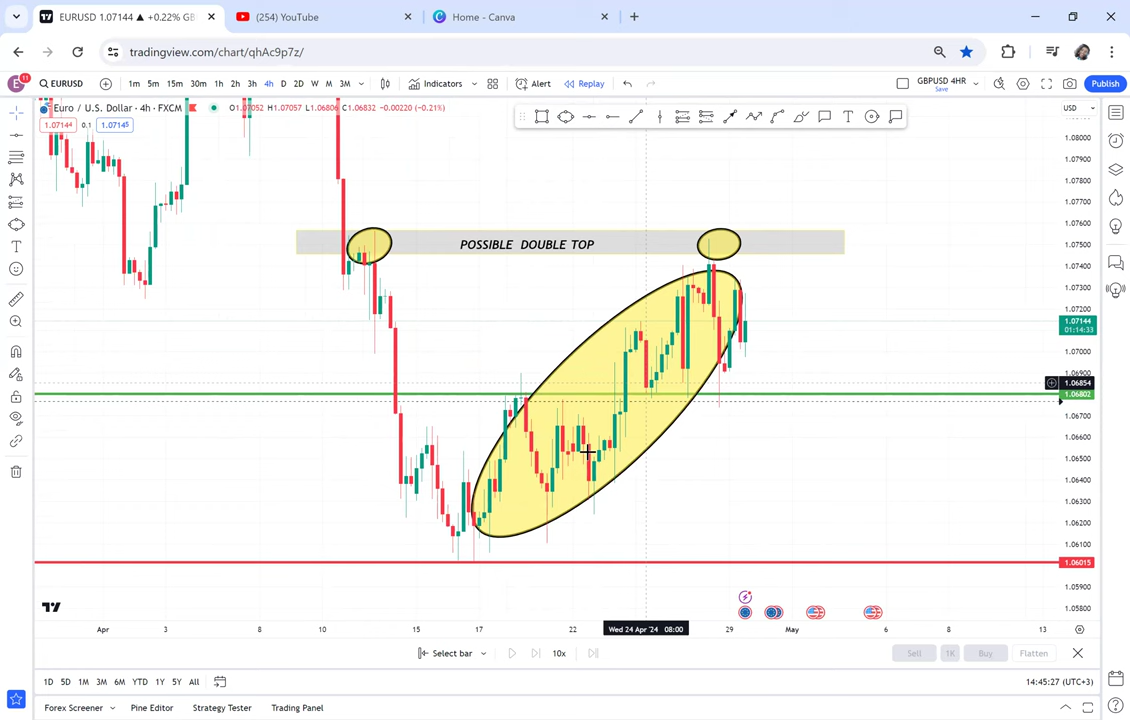 EURUSD 1.07144 ▲ +0.22% GB
(254) YouTube
Home - Canva
tradingview.com/chart/qhAc9p7z/
E 11 EURUSD 1m 5m 15m 30m 1h 2h 3h 4h D 2D W M 3M Indicators Alert Replay GBPUSD 4HR Save Publish
Euro / U.S. Dollar · 4h · FXCM O1.07052 H1.07057 L1.06806 C1.06832 −0.00220 (−0.21%)
USD
1.07144 0.1 1.07145
1.08000
1.07900
1.07800
1.07700
1.07600
POSSIBLE DOUBLE TOP
1.07500
1.07400
1.07300
1.07200
1.07144
01:14:33
1.07000
1.06900
1.06854
1.06802
1.06700
1.06600
1.06500
1.06400
1.06300
1.06200
1.06100
1.06015
1.05900
1.05800
Apr 3 8 10 15 17 22 Wed 24 Apr '24 08:00 29 May 6 8 13
Select bar 10x Sell 1K Buy Flatten
1D 5D 1M 3M 6M YTD 1Y 5Y All 14:45:27 (UTC+3)
Forex Screener Pine Editor Strategy Tester Trading Panel